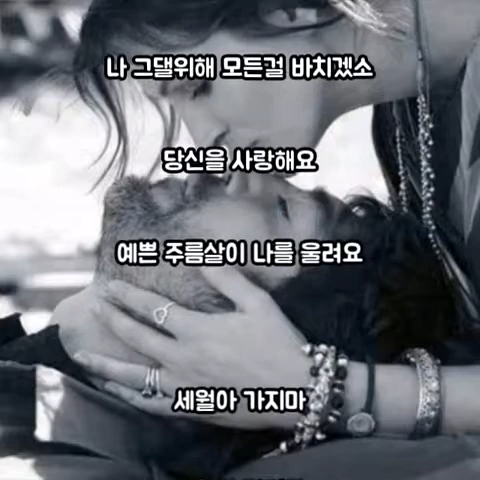 나 그댈위해 모든걸 바치겠소
당신을 사랑해요
예쁜 주름살이 나를 울려요
세월아 가지마